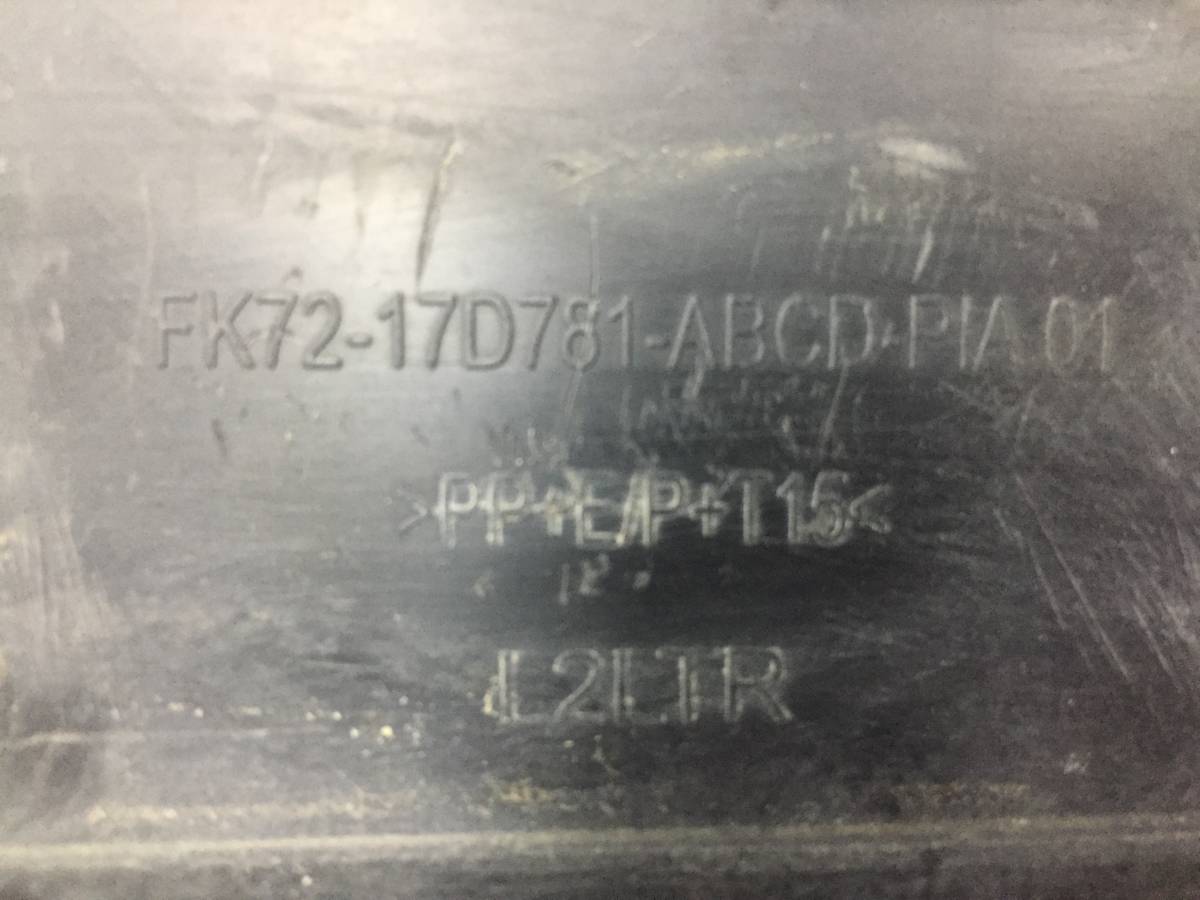 FK72-17D781-ABCD-PIA 01
>PP+E/P+T15<
L2LTR